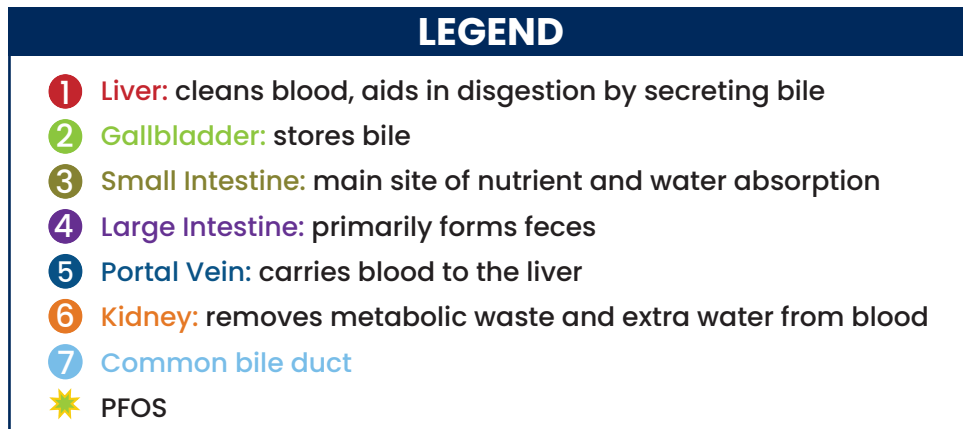 LEGEND
1 Liver: cleans blood, aids in disgestion by secreting bile
2 Gallbladder: stores bile
3 Small Intestine: main site of nutrient and water absorption
4 Large Intestine: primarily forms feces
5 Portal Vein: carries blood to the liver
6 Kidney: removes metabolic waste and extra water from blood
7 Common bile duct
PFOS